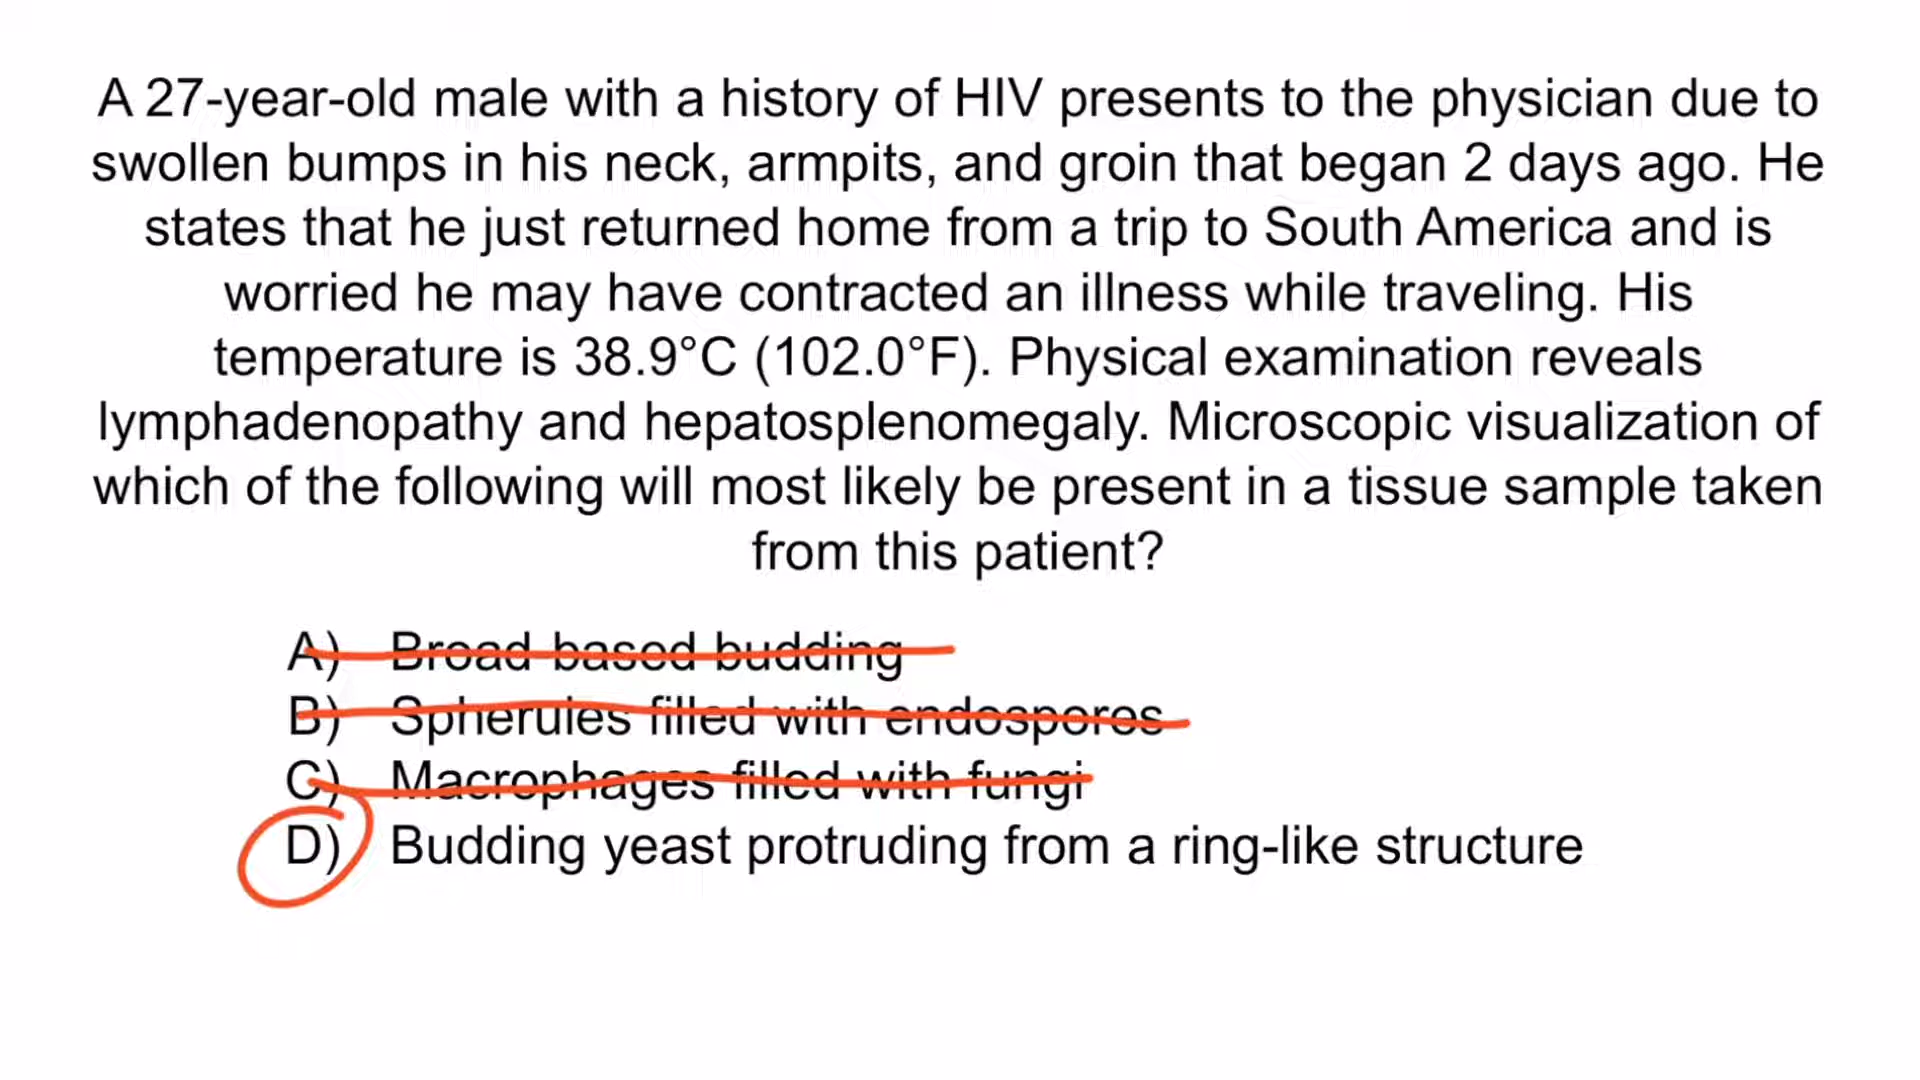 A 27-year-old male with a history of HIV presents to the physician due to
swollen bumps in his neck, armpits, and groin that began 2 days ago. He
states that he just returned home from a trip to South America and is
worried he may have contracted an illness while traveling. His
temperature is 38.9°C (102.0°F). Physical examination reveals
lymphadenopathy and hepatosplenomegaly. Microscopic visualization of
which of the following will most likely be present in a tissue sample taken
from this patient?
A) Broad based budding
B) Spherules filled with endospores
C) Macrophages filled with fungi
D) Budding yeast protruding from a ring-like structure